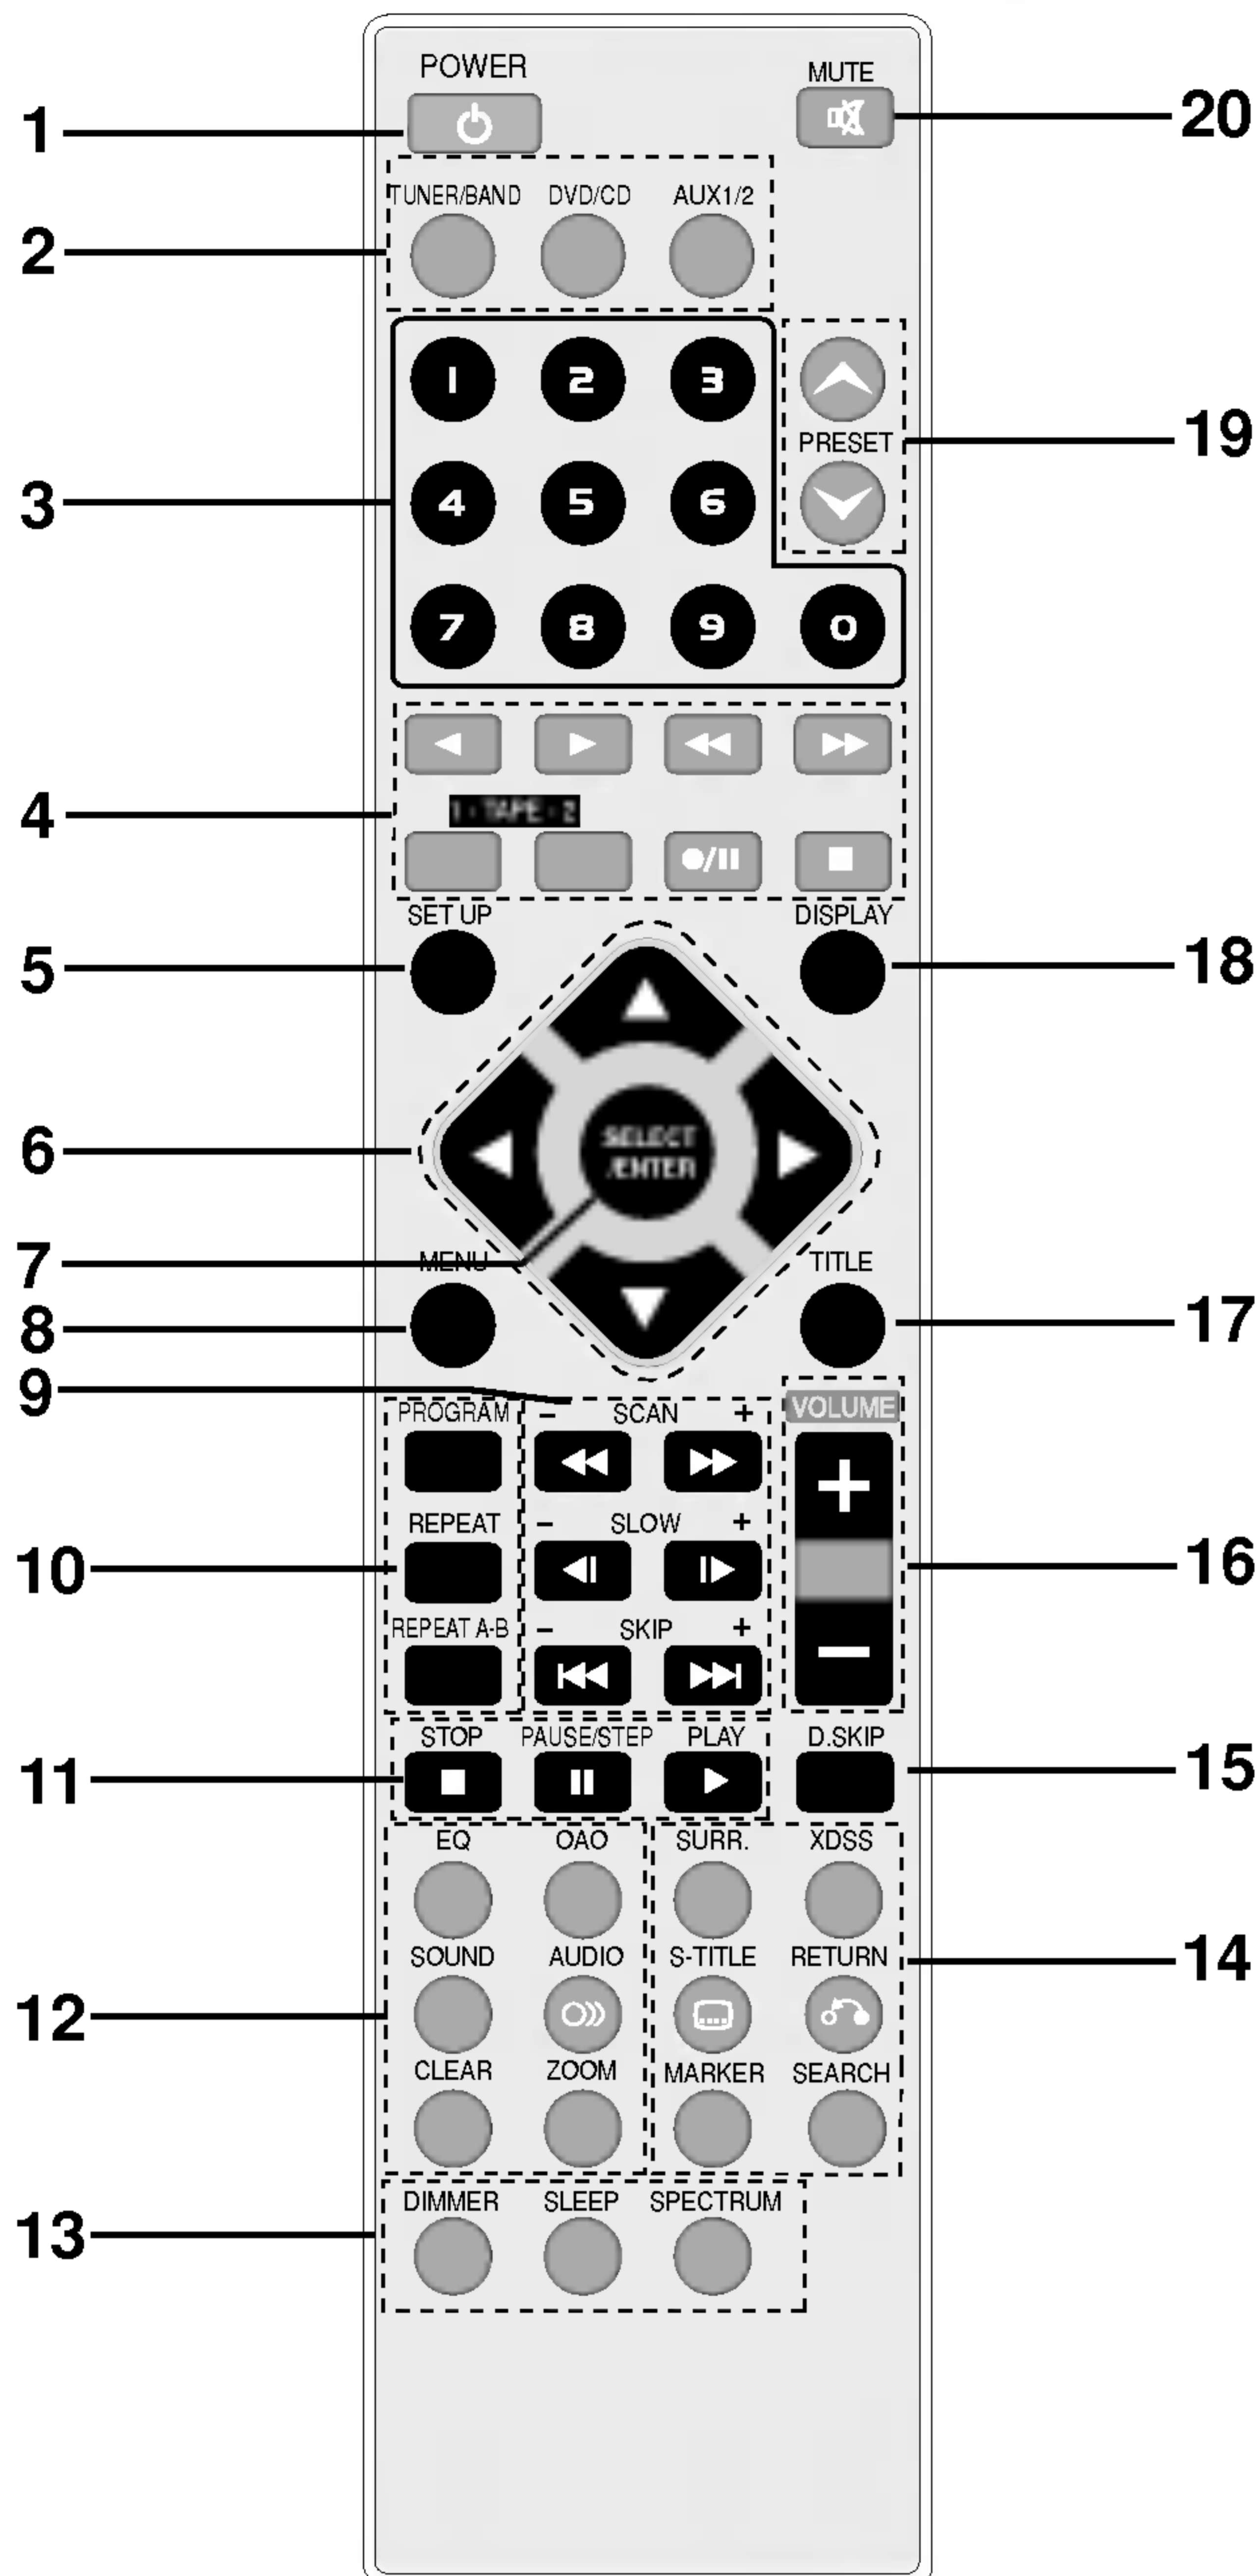 POWER
MUTE
1
20
TUNER/BAND DVD/CD AUX1/2
2
1 2 3
PRESET
19
3
4 5 6
7 8 9 0
4
1 - TAPE - 2
SET UP
DISPLAY
5
18
6
SELECT
/ENTER
7
MENU
TITLE
8
17
9
PROGRAM
- SCAN +
VOLUME
+
REPEAT
- SLOW +
10
16
REPEAT A-B
- SKIP +
−
STOP PAUSE/STEP PLAY D.SKIP
11
15
EQ OAO SURR. XDSS
SOUND AUDIO S-TITLE RETURN
12
14
CLEAR ZOOM MARKER SEARCH
DIMMER SLEEP SPECTRUM
13